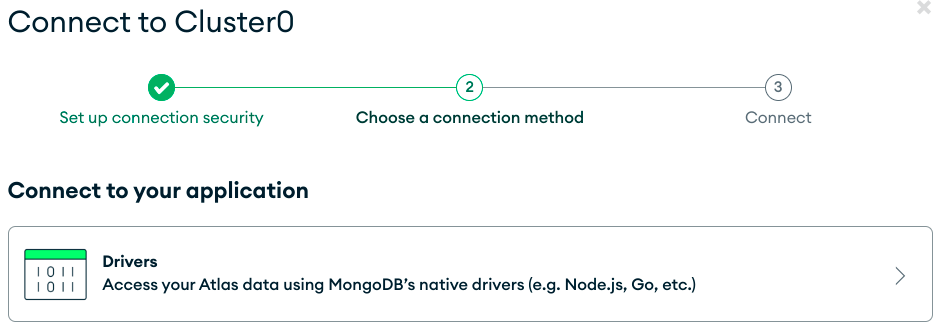 Connect to Cluster0
2
3
Set up connection security
Choose a connection method
Connect
Connect to your application
1011
1011
Drivers
Access your Atlas data using MongoDB's native drivers (e.g. Node.js, Go, etc.)